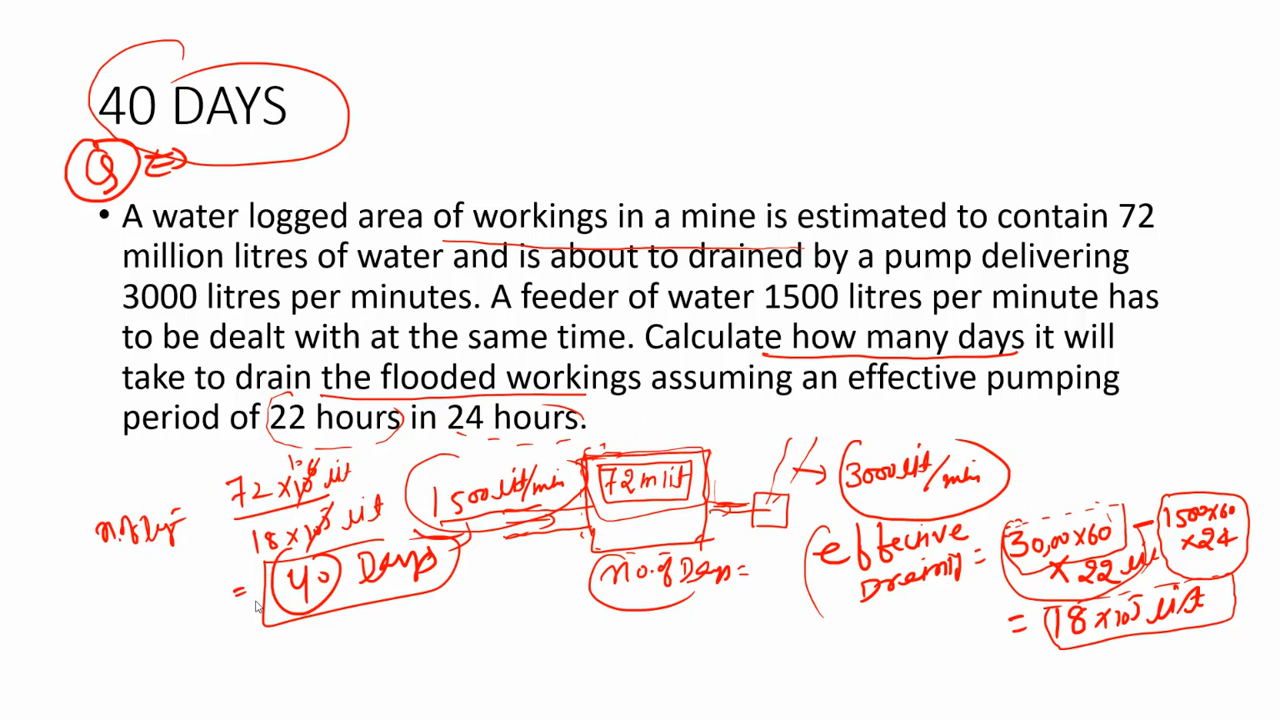 40 DAYS
Q
• A water logged area of workings in a mine is estimated to contain 72
million litres of water and is about to drained by a pump delivering
3000 litres per minutes. A feeder of water 1500 litres per minute has
to be dealt with at the same time. Calculate how many days it will
take to drain the flooded workings assuming an effective pumping
period of 22 hours in 24 hours.
72 × 10⁶ lit
18 × 10⁵ lit
= 40 Days
1500 lit/min
72 m lit
3000 lit/min
no. of Days =
effective
Draining =
30,00×60
× 22 lit
-
1500×60
×24
= 18 × 10⁵ lit